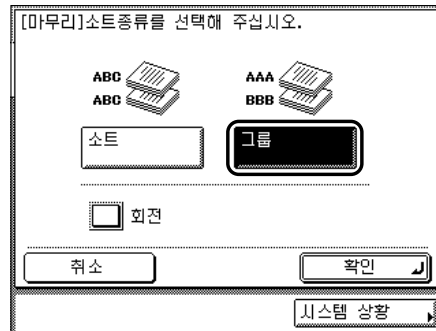 [마무리]소트종류를 선택해 주십시오.
ABC AAA
ABC BBB
소트 그룹
회전
취소 확인
시스템 상황